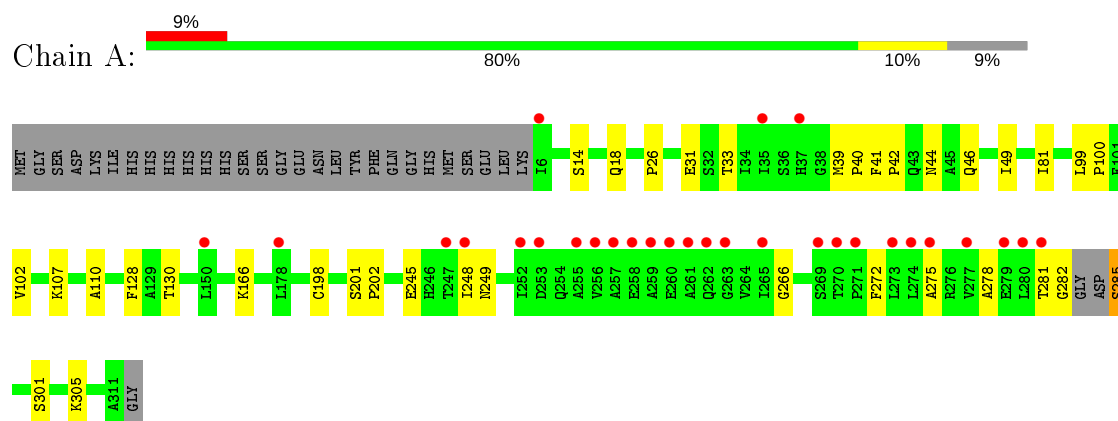 9%
Chain A:
80% 10% 9%
MET GLY SER ASP LYS ILE HIS HIS HIS HIS HIS HIS SER SER GLY GLU ASN LEU TYR PHE GLN GLY HIS MET SER GLU LEU LYS I6 S14 Q18 P26 E31 S32 T33 I34 I35 S36 H37 G38 M39 P40 F41 P42 Q43 N44 A45 Q46 I49 I81 L99 P100
V102 K107 A110 F128 A129 T130 L150 K166 L178 C198 S201 P202 E245 H246 T247 I248 N249 I252 D253 Q254 A255 V256 A257 E258 A259 E260 A261 Q262 G263 V264 I265 G266 S269 T270 P271 F272 L273 L274 A275 R276 V277 A278 E279 L280 T281 G282 GLY ASP S285
S301 K305 A311 GLY